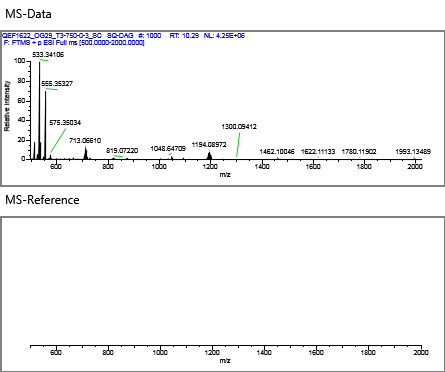 MS-Data
QEF1622_OG29_T3-750-0-3_BC SQ-DAG #: 1000 RT: 10.29 NL: 4.25E+06
F: FTMS + p ESI Full ms [500.0000-2000.0000]
533.34106
100
555.35327
80
60
575.35034
1300.09412
40
713.06610
1194.08972
20
1048.64709
819.07220
1462.10046 1622.11133 1780.11902 1993.13489
0
Relative Intensity
600 800 1000 1200 1400 1600 1800 2000
m/z
MS-Reference
600 800 1000 1200 1400 1600 1800 2000
m/z